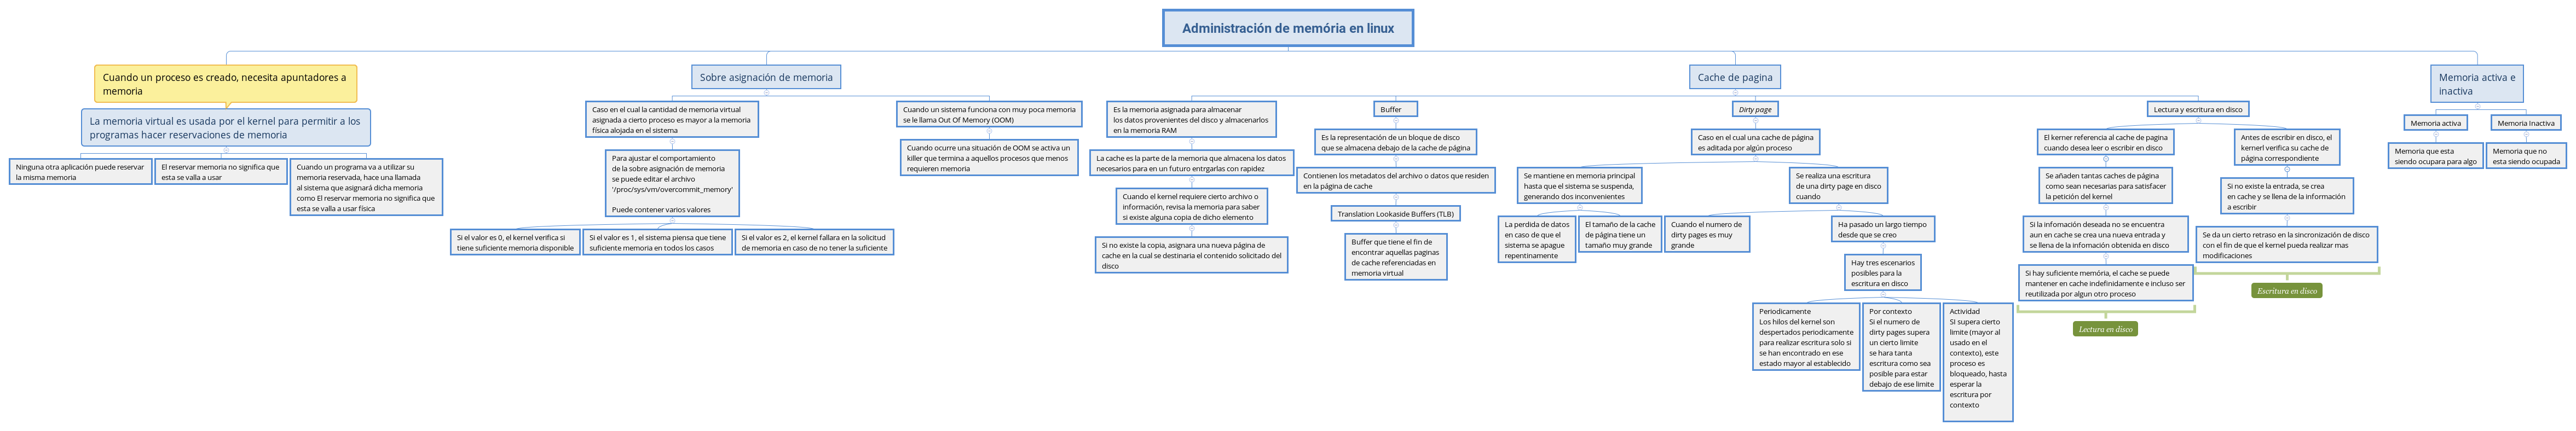 Administración de memória en linux
Cuando un proceso es creado, necesita apuntadores a
memoria
La memoria virtual es usada por el kernel para permitir a los
programas hacer reservaciones de memoria
Ninguna otra aplicación puede reservar
la misma memoria
El reservar memoria no significa que
esta se valla a usar
Cuando un programa va a utilizar su
memoria reservada, hace una llamada
al sistema que asignará dicha memoria
como El reservar memoria no significa que
esta se valla a usar física
Sobre asignación de memoria
Caso en el cual la cantidad de memoria virtual
asignada a cierto proceso es mayor a la memoria
física alojada en el sistema
Para ajustar el comportamiento
de la sobre asignación de memoria
se puede editar el archivo
'/proc/sys/vm/overcommit_memory'
Puede contener varios valores
Si el valor es 0, el kernel verifica si
tiene suficiente memoria disponible
Si el valor es 1, el sistema piensa que tiene
suficiente memoria en todos los casos
Si el valor es 2, el kernel fallara en la solicitud
de memoria en caso de no tener la suficiente
Cuando un sistema funciona con muy poca memoria
se le llama Out Of Memory (OOM)
Cuando ocurre una situación de OOM se activa un
killer que termina a aquellos procesos que menos
requieren memoria
Cache de pagina
Es la memoria asignada para almacenar
los datos provenientes del disco y almacenarlos
en la memoria RAM
La cache es la parte de la memoria que almacena los datos
necesarios para en un futuro entrgarlas con rapidez
Cuando el kernel requiere cierto archivo o
información, revisa la memoria para saber
si existe alguna copia de dicho elemento
Si no existe la copia, asignara una nueva página de
cache en la cual se destinaria el contenido solicitado del
disco
Buffer
Es la representación de un bloque de disco
que se almacena debajo de la cache de página
Contienen los metadatos del archivo o datos que residen
en la página de cache
Translation Lookaside Buffers (TLB)
Buffer que tiene el fin de
encontrar aquellas paginas
de cache referenciadas en
memoria virtual
Dirty page
Caso en el cual una cache de página
es aditada por algún proceso
Se mantiene en memoria principal
hasta que el sistema se suspenda,
generando dos inconvenientes
La perdida de datos
en caso de que el
sistema se apague
repentinamente
El tamaño de la cache
de página tiene un
tamaño muy grande
Se realiza una escritura
de una dirty page en disco
cuando
Cuando el numero de
dirty pages es muy
grande
Ha pasado un largo tiempo
desde que se creo
Hay tres escenarios
posibles para la
escritura en disco
Periodicamente
Los hilos del kernel son
despertados periodicamente
para realizar escritura solo si
se han encontrado en ese
estado mayor al establecido
Por contexto
Si el numero de
dirty pages supera
un cierto limite
se hara tanta
escritura como sea
posible para estar
debajo de ese limite
Actividad
SI supera cierto
limite (mayor al
usado en el
contexto), este
proceso es
bloqueado, hasta
esperar la
escritura por
contexto
Lectura y escritura en disco
El kerner referencia al cache de pagina
cuando desea leer o escribir en disco
Se añaden tantas caches de página
como sean necesarias para satisfacer
la petición del kernel
Si la infomación deseada no se encuentra
aun en cache se crea una nueva entrada y
se llena de la infomación obtenida en disco
Si hay suficiente memória, el cache se puede
mantener en cache indefinidamente e incluso ser
reutilizada por algun otro proceso
Lectura en disco
Antes de escribir en disco, el
kernerl verifica su cache de
página correspondiente
Si no existe la entrada, se crea
en cache y se llena de la información
a escribir
Se da un cierto retraso en la sincronización de disco
con el fin de que el kernel pueda realizar mas
modificaciones
Escritura en disco
Memoria activa e
inactiva
Memoria activa
Memoria que esta
siendo ocupara para algo
Memoria Inactiva
Memoria que no
esta siendo ocupada